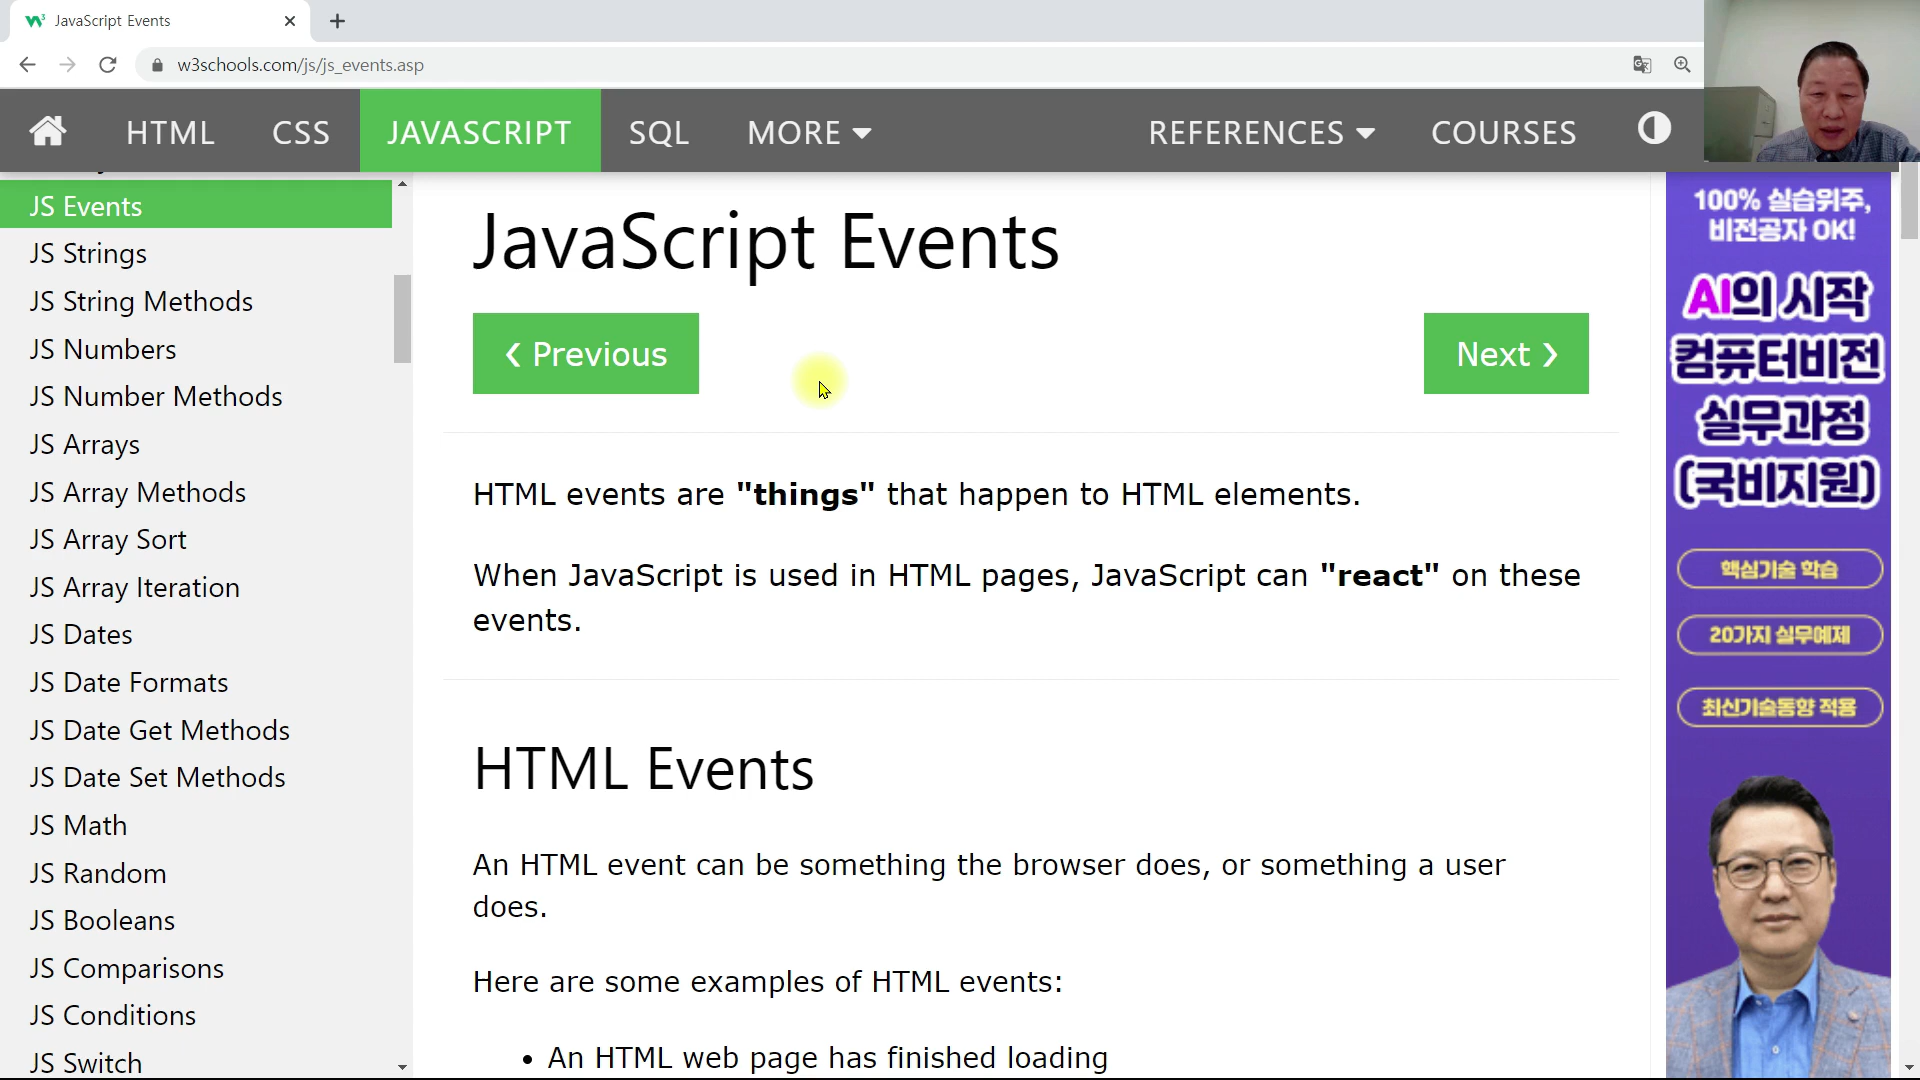 JavaScript Events
w3schools.com/js/js_events.asp
HTML
CSS
JAVASCRIPT
SQL
MORE
REFERENCES
COURSES
JS Events
JS Strings
JS String Methods
JS Numbers
JS Number Methods
JS Arrays
JS Array Methods
JS Array Sort
JS Array Iteration
JS Dates
JS Date Formats
JS Date Get Methods
JS Date Set Methods
JS Math
JS Random
JS Booleans
JS Comparisons
JS Conditions
JS Switch
JavaScript Events
❮ Previous
Next ❯
HTML events are "things" that happen to HTML elements.
When JavaScript is used in HTML pages, JavaScript can "react" on these
events.
HTML Events
An HTML event can be something the browser does, or something a user
does.
Here are some examples of HTML events:
• An HTML web page has finished loading
100% 실습위주,
비전공자 OK!
AI의 시작
컴퓨터비전
실무과정
(국비지원)
핵심기술 학습
20가지 실무예제
최신기술동향 적용